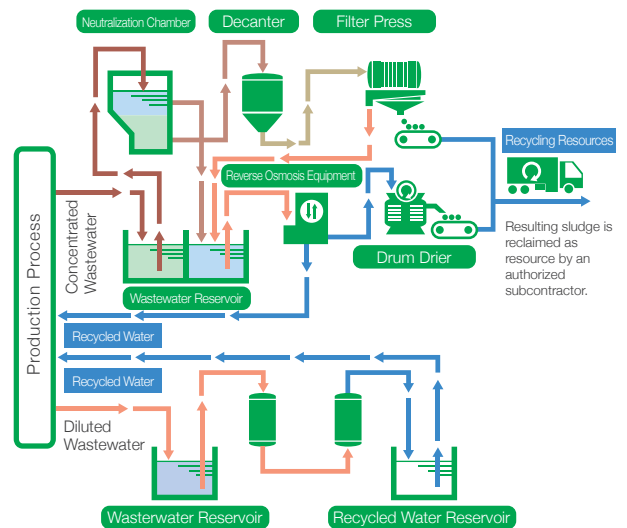 Neutralization Chamber
Decanter
Filter Press
Recycling Resources
Reverse Osmosis Equipment
Production Process
Concentrated
Wastewater
Resulting sludge is
reclaimed as
resource by an
authorized
subcontractor.
Drum Drier
Wastewater Reservoir
Recycled Water
Recycled Water
Diluted
Wastewater
Wasterwater Reservoir
Recycled Water Reservoir